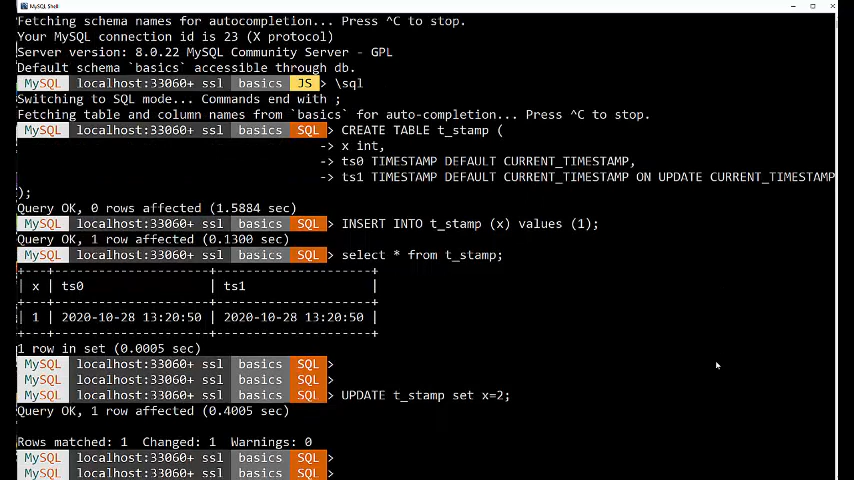 MySQL Shell
Fetching schema names for autocompletion... Press ^C to stop.
Your MySQL connection id is 23 (X protocol)
Server version: 8.0.22 MySQL Community Server - GPL
Default schema `basics` accessible through db.
MySQL localhost:33060+ ssl basics JS > \sql
Switching to SQL mode... Commands end with ;
Fetching table and column names from `basics` for auto-completion... Press ^C to stop.
MySQL localhost:33060+ ssl basics SQL > CREATE TABLE t_stamp (
-> x int,
-> ts0 TIMESTAMP DEFAULT CURRENT_TIMESTAMP,
-> ts1 TIMESTAMP DEFAULT CURRENT_TIMESTAMP ON UPDATE CURRENT_TIMESTAMP
);
Query OK, 0 rows affected (1.5884 sec)
MySQL localhost:33060+ ssl basics SQL > INSERT INTO t_stamp (x) values (1);
Query OK, 1 row affected (0.1300 sec)
MySQL localhost:33060+ ssl basics SQL > select * from t_stamp;
+---+---------------------+---------------------+
| x | ts0                 | ts1                 |
+---+---------------------+---------------------+
| 1 | 2020-10-28 13:20:50 | 2020-10-28 13:20:50 |
+---+---------------------+---------------------+
1 row in set (0.0005 sec)
MySQL localhost:33060+ ssl basics SQL >
MySQL localhost:33060+ ssl basics SQL >
MySQL localhost:33060+ ssl basics SQL > UPDATE t_stamp set x=2;
Query OK, 1 row affected (0.4005 sec)
Rows matched: 1 Changed: 1 Warnings: 0
MySQL localhost:33060+ ssl basics SQL >
MySQL localhost:33060+ ssl basics SQL >